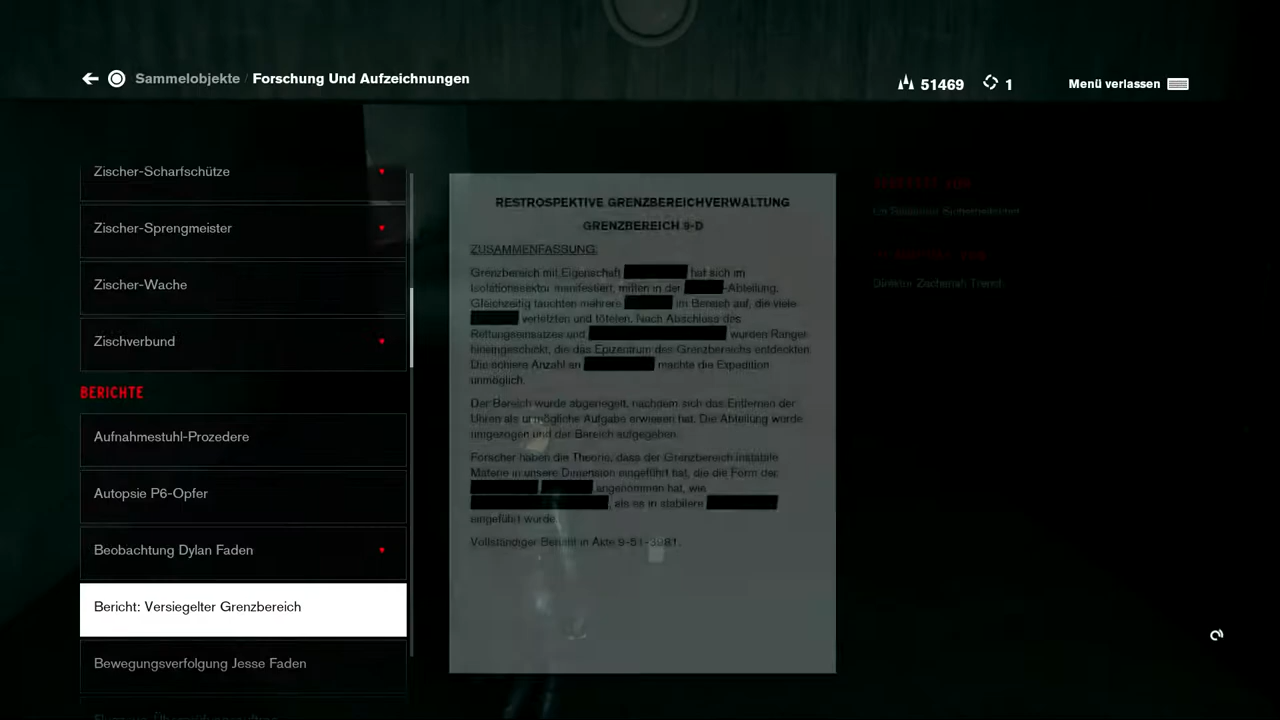 Sammelobjekte / Forschung Und Aufzeichnungen
51469
1
Menü verlassen
Zischer-Scharfschütze
Zischer-Sprengmeister
Zischer-Wache
Zischverbund
BERICHTE
Aufnahmestuhl-Prozedere
Autopsie P6-Opfer
Beobachtung Dylan Faden
Bericht: Versiegelter Grenzbereich
Bewegungsverfolgung Jesse Faden
RESTROSPEKTIVE GRENZBEREICHVERWALTUNG
GRENZBEREICH 9-D
ZUSAMMENFASSUNG:
Grenzbereich mit Eigenschaft hat sich im
Isolationssektor manifestiert, mitten in der -Abteilung.
Gleichzeitig tauchten mehrere im Bereich auf, die viele
verletzten und töteten. Nach Abschluss des
Rettungseinsatzes und wurden Ranger
hineingeschickt, die das Epizentrum des Grenzbereichs entdeckten.
Die schiere Anzahl an machte die Expedition
unmöglich.
Der Bereich wurde abgeriegelt, nachdem sich das Entfernen der
Uhren als unmögliche Aufgabe erwiesen hat. Die Abteilung wurde
umgezogen und der Bereich aufgegeben.
Forscher haben die Theorie, dass der Grenzbereich instabile
Materie in unsere Dimension eingeführt hat, die die Form der
angenommen hat, wie
, als es in stabilere
eingeführt wurde.
Vollständiger Bericht in Akte 9-51-3981.